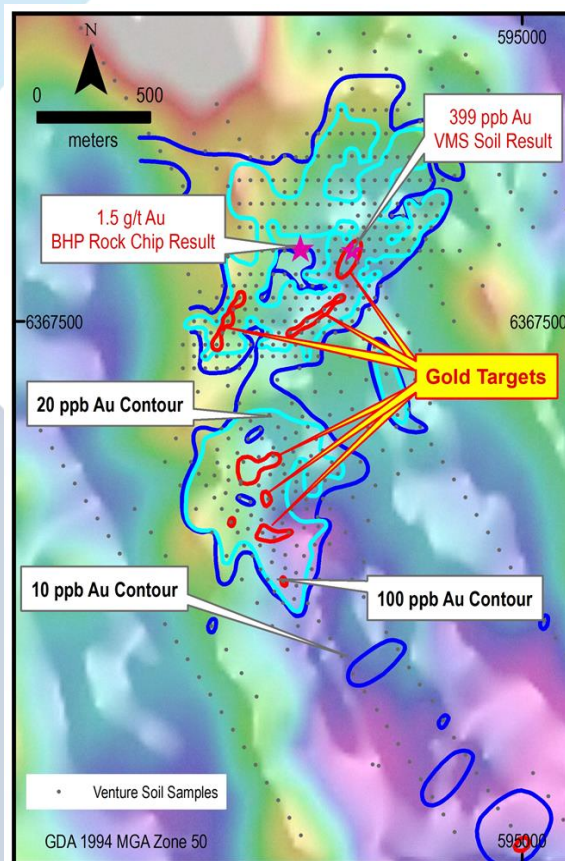 595000
N
0 500
meters
399 ppb Au
VMS Soil Result
1.5 g/t Au
BHP Rock Chip Result
6367500
6367500
Gold Targets
20 ppb Au Contour
10 ppb Au Contour
100 ppb Au Contour
Venture Soil Samples
GDA 1994 MGA Zone 50
595000